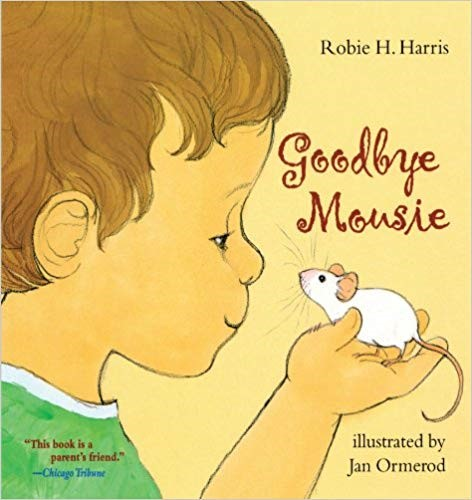 Robie H. Harris
Goodbye
Mousie
"This book is a
parent's friend."
—Chicago Tribune
illustrated by
Jan Ormerod